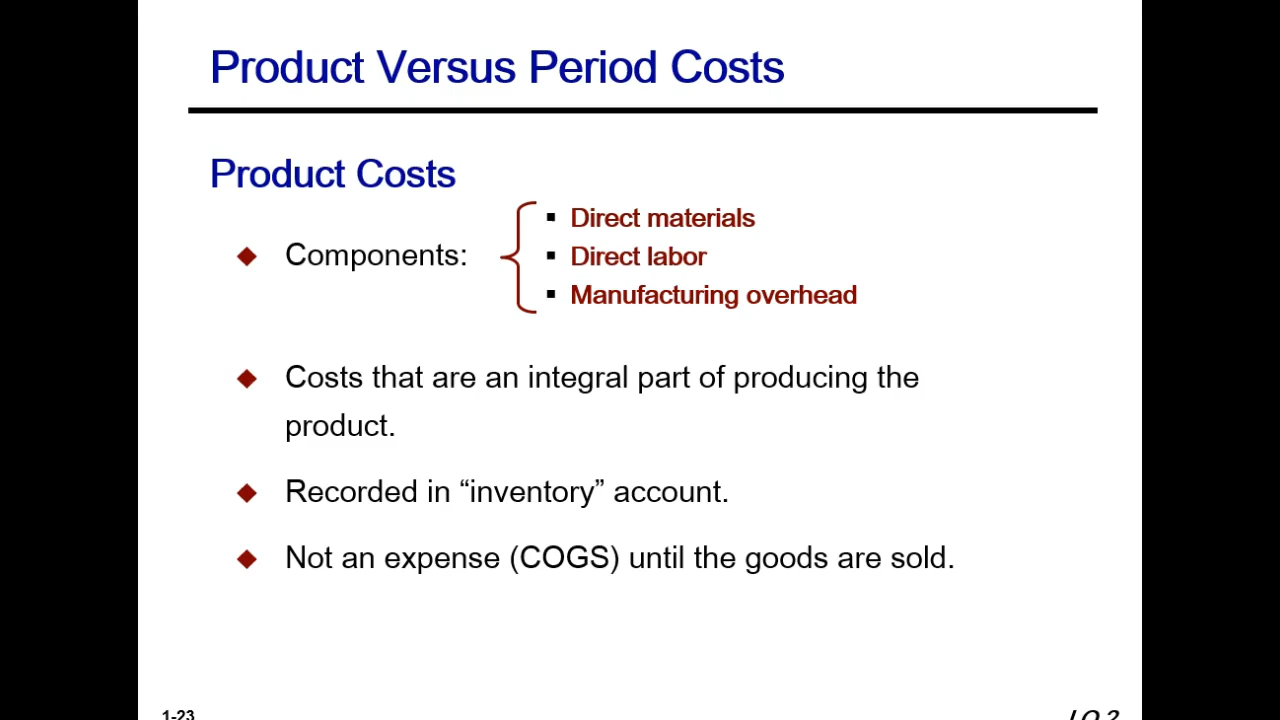 Product Versus Period Costs
Product Costs
Components:
Direct materials
Direct labor
Manufacturing overhead
Costs that are an integral part of producing the
product.
Recorded in “inventory” account.
Not an expense (COGS) until the goods are sold.
1-23
LO 2